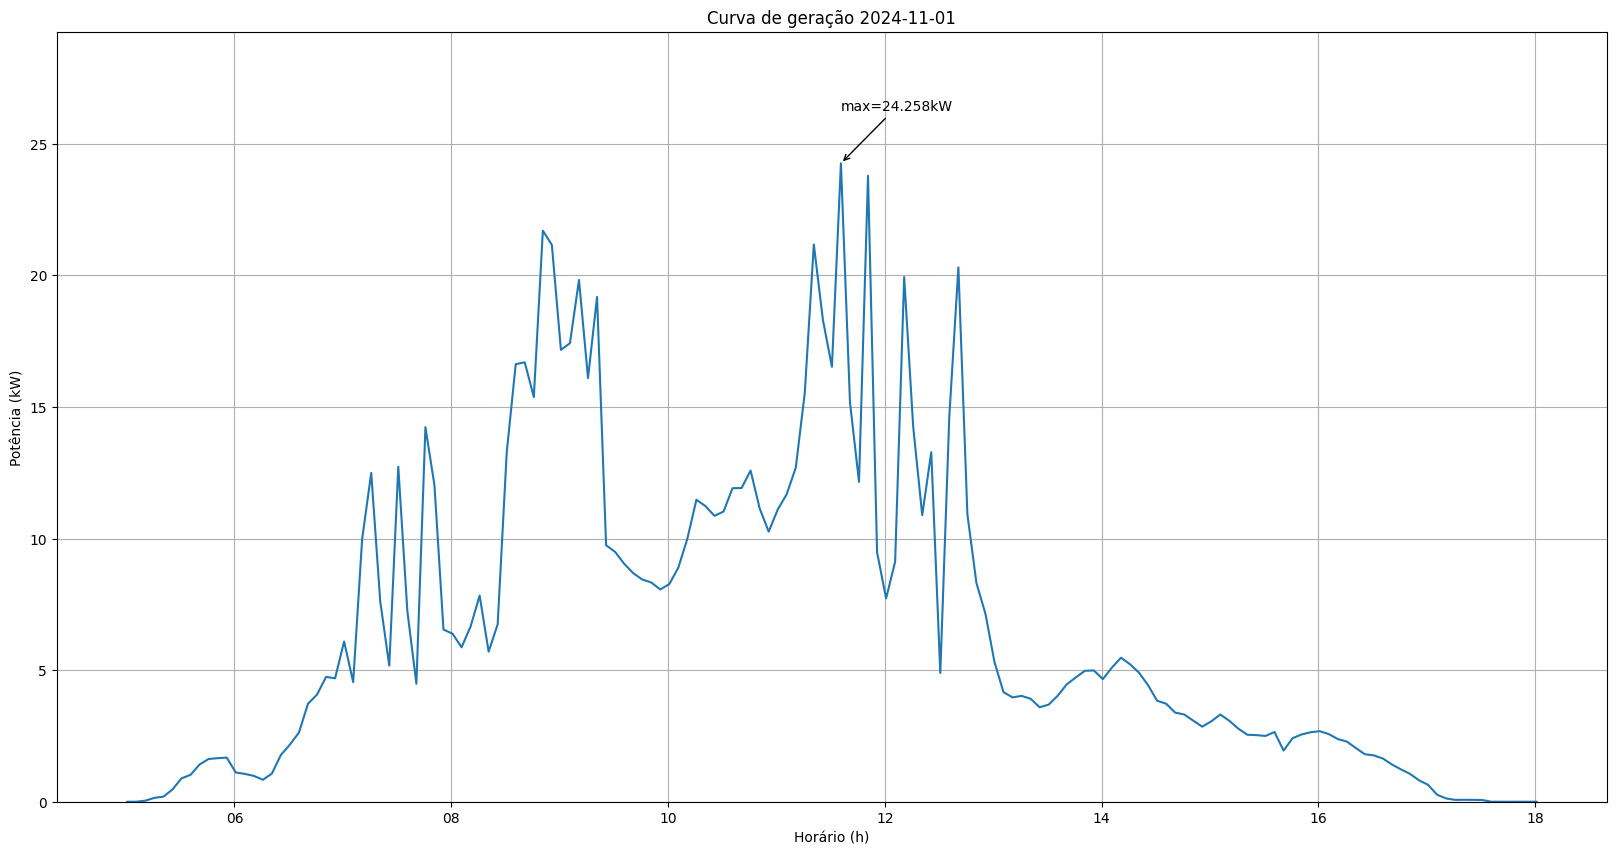 Curva de geração 2024-11-01
max=24.258kW
25
20
15
10
5
0
Potência (kW)
06 08 10 12 14 16 18
Horário (h)